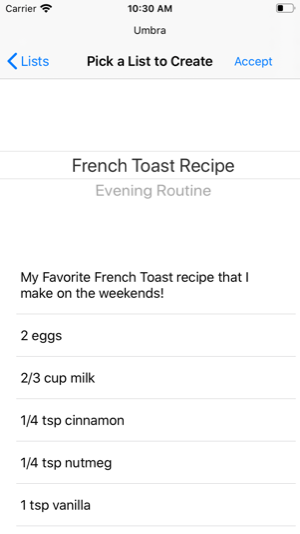 Carrier 10:30 AM
Umbra
Lists Pick a List to Create Accept
French Toast Recipe
Evening Routine
My Favorite French Toast recipe that I
make on the weekends!
2 eggs
2/3 cup milk
1/4 tsp cinnamon
1/4 tsp nutmeg
1 tsp vanilla